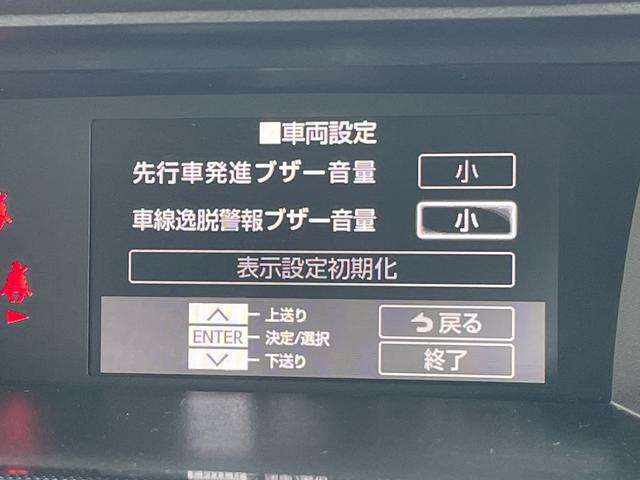 ■車両設定
先行車発進ブザー音量 小
車線逸脱警報ブザー音量 小
表示設定初期化
上送り
ENTER 決定/選択
下送り
戻る
終了